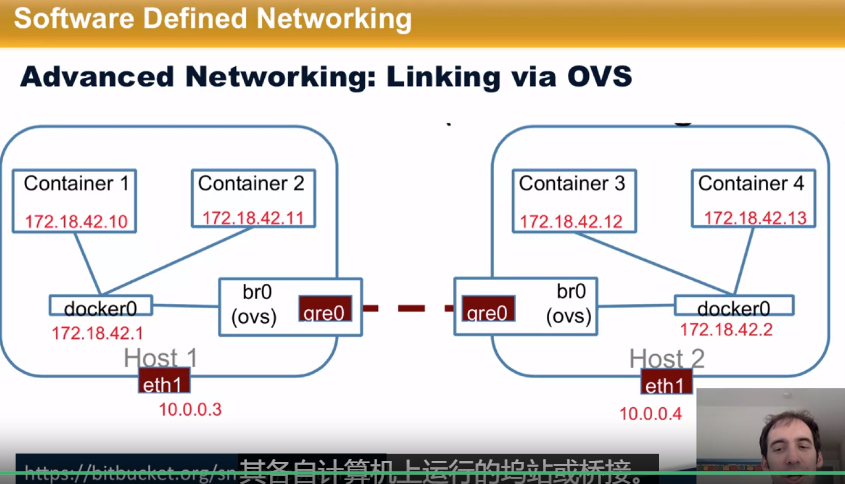 Software Defined Networking
Advanced Networking: Linking via OVS
Container 1
172.18.42.10
Container 2
172.18.42.11
docker0
172.18.42.1
br0
(ovs)
gre0
Host 1
eth1
10.0.0.3
Container 3
172.18.42.12
Container 4
172.18.42.13
gre0
br0
(ovs)
docker0
172.18.42.2
Host 2
eth1
10.0.0.4
https://bitbucket.org/sn
其各自计算机上运行的坞站或桥接。